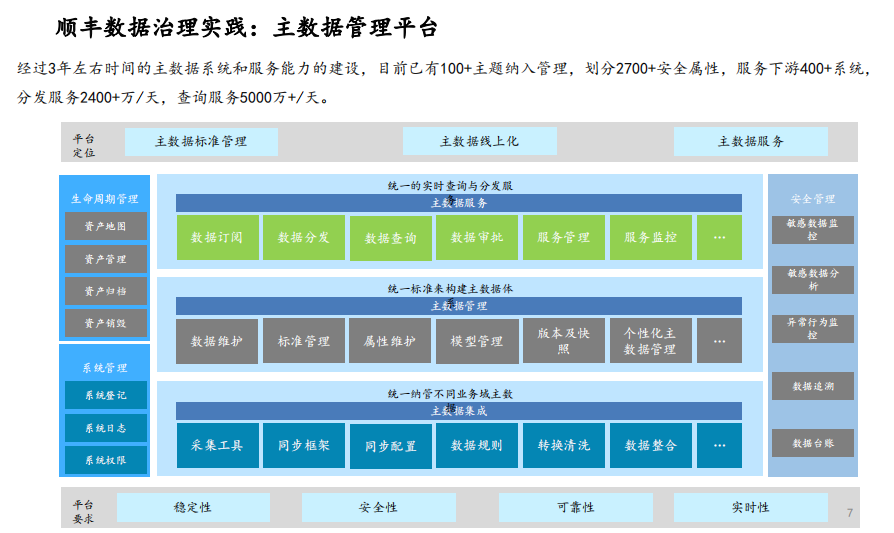 顺丰数据治理实践：主数据管理平台
经过3年左右时间的主数据系统和服务能力的建设，目前已有100+主题纳入管理，划分2700+安全属性，服务下游400+系统，
分发服务2400+万/天，查询服务5000万+/天。
平台
定位
主数据标准管理
主数据线上化
主数据服务
生命周期管理
资产地图
资产管理
资产归档
资产销毁
系统管理
系统登记
系统日志
系统权限
统一的实时查询与分发服
务
主数据服务
数据订阅
数据分发
数据查询
数据审批
服务管理
服务监控
…
统一标准来构建主数据体
系
主数据管理
数据维护
标准管理
属性维护
模型管理
版本及快
照
个性化主
数据管理
…
统一纳管不同业务域主数
据
主数据集成
采集工具
同步框架
同步配置
数据规则
转换清洗
数据整合
…
安全管理
敏感数据监
控
敏感数据分
析
异常行为监
控
数据追溯
数据台账
平台
要求
稳定性
安全性
可靠性
实时性
7